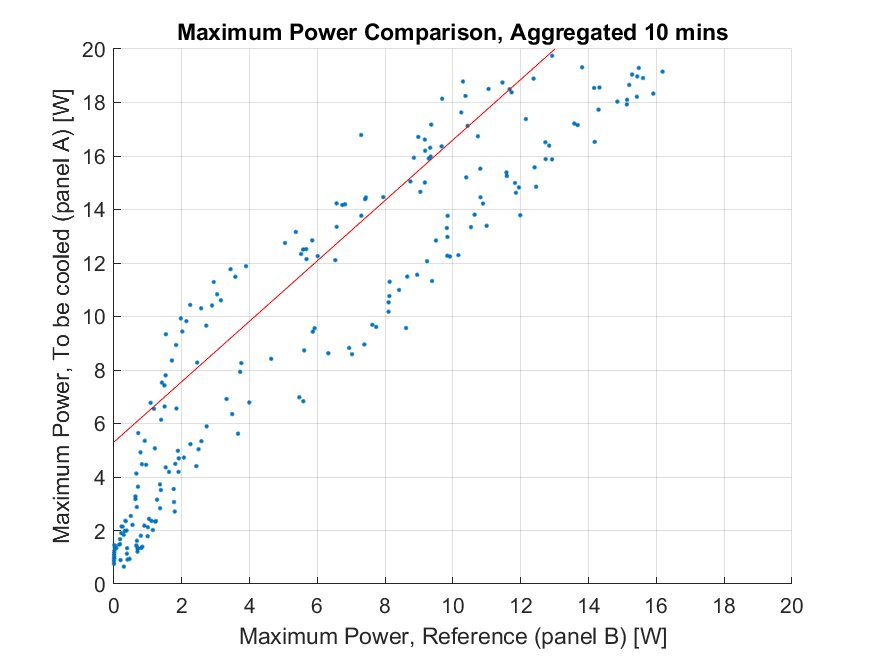 Maximum Power Comparison, Aggregated 10 mins
Maximum Power, To be cooled (panel A) [W]
20
18
16
14
12
10
8
6
4
2
0
0 2 4 6 8 10 12 14 16 18 20
Maximum Power, Reference (panel B) [W]